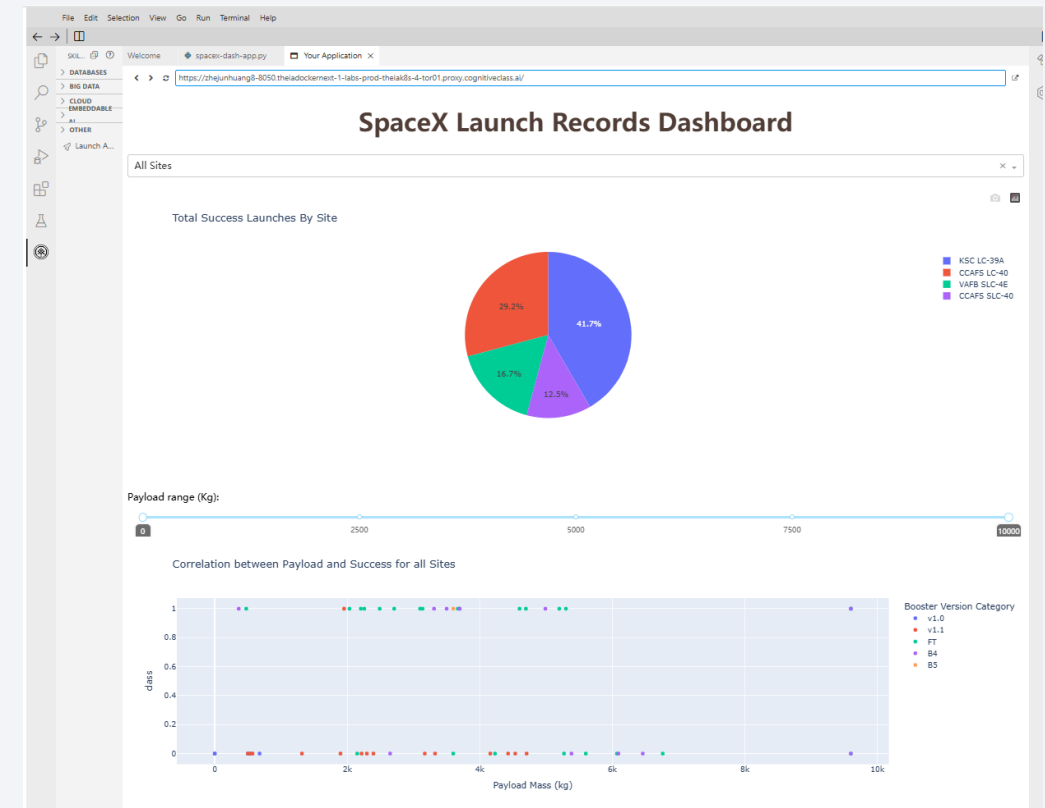 File Edit Selection View Go Run Terminal Help
SKIL...
Welcome
spacex-dash-app.py
Your Application
DATABASES
BIG DATA
CLOUD
EMBEDDABLE
AI
OTHER
Launch A...
https://zhejunhuang8-8050.theiadockernext-1-labs-prod-theiak8s-4-tor01.proxy.cognitiveclass.ai/
SpaceX Launch Records Dashboard
All Sites
Total Success Launches By Site
KSC LC-39A
CCAFS LC-40
VAFB SLC-4E
CCAFS SLC-40
29.2%
41.7%
16.7%
12.5%
Payload range (Kg):
0 2500 5000 7500 10000
Correlation between Payload and Success for all Sites
Booster Version Category
v1.0
v1.1
FT
B4
B5
1
0.8
0.6
0.4
0.2
0
class
0 2k 4k 6k 8k 10k
Payload Mass (kg)